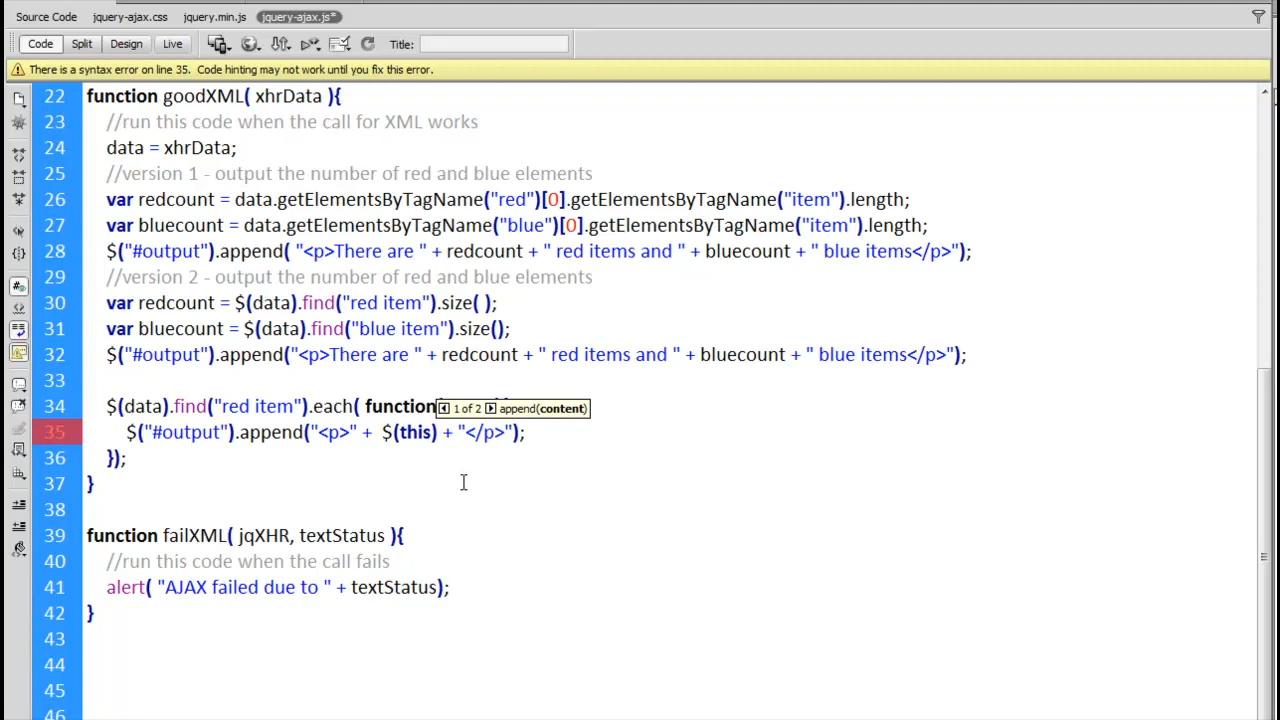 Source Code jquery-ajax.css jquery.min.js jquery-ajax.js*
Code Split Design Live Title:
There is a syntax error on line 35. Code hinting may not work until you fix this error.
22 function goodXML( xhrData ){
23 //run this code when the call for XML works
24 data = xhrData;
25 //version 1 - output the number of red and blue elements
26 var redcount = data.getElementsByTagName("red")[0].getElementsByTagName("item").length;
27 var bluecount = data.getElementsByTagName("blue")[0].getElementsByTagName("item").length;
28 $("#output").append( "<p>There are " + redcount + " red items and " + bluecount + " blue items</p>");
29 //version 2 - output the number of red and blue elements
30 var redcount = $(data).find("red item").size( );
31 var bluecount = $(data).find("blue item").size();
32 $("#output").append("<p>There are " + redcount + " red items and " + bluecount + " blue items</p>");
33
34 $(data).find("red item").each( function 1 of 2 append(content)
35 $("#output").append("<p>" + $(this) + "</p>");
36 });
37 }
38
39 function failXML( jqXHR, textStatus ){
40 //run this code when the call fails
41 alert( "AJAX failed due to " + textStatus);
42 }
43
44
45
46